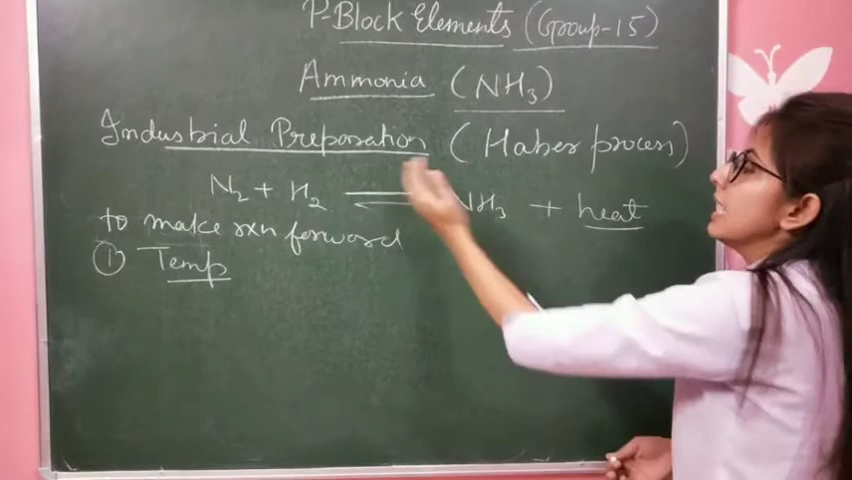 P-Block Elements (Group-15)
Ammonia (NH3)
Industrial Preparation (Haber process)
N2 + H2 ⇌ NH3 + heat
to make rxn forward
① Temp